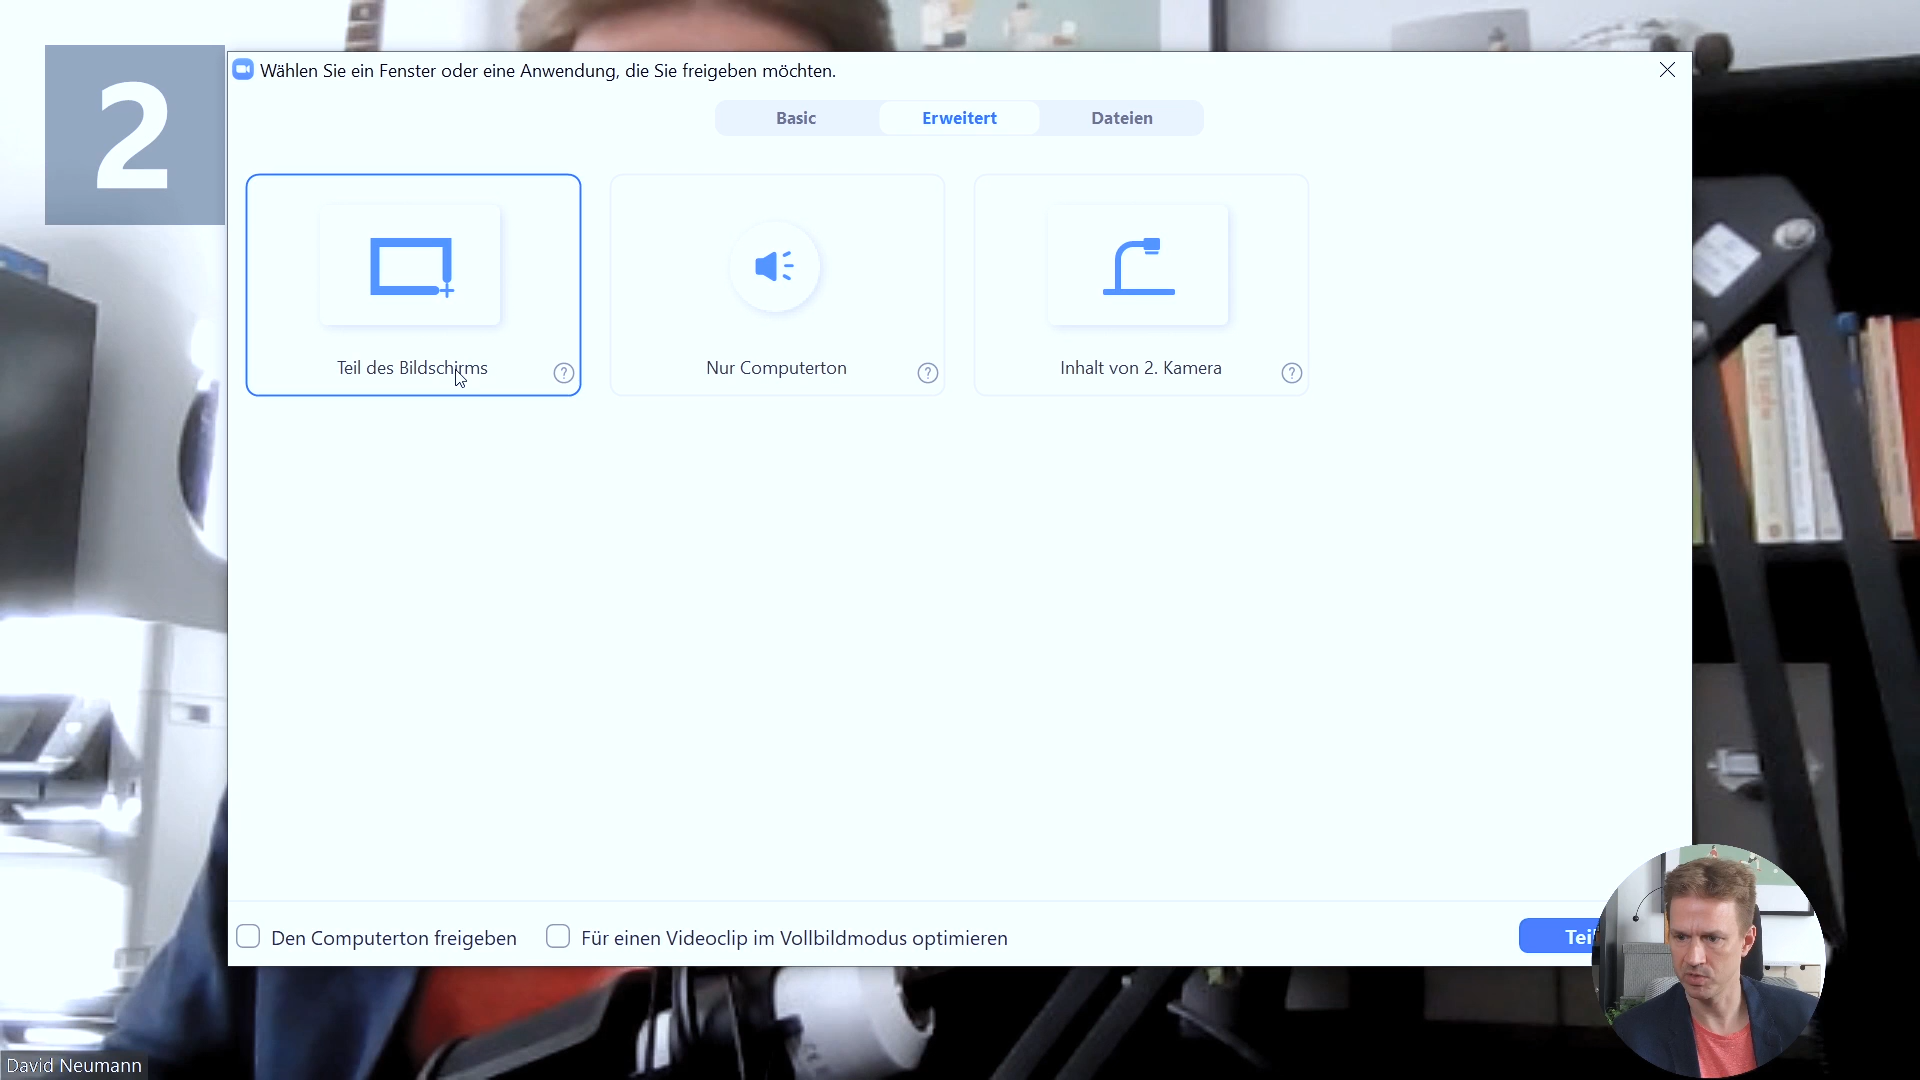 2
Wählen Sie ein Fenster oder eine Anwendung, die Sie freigeben möchten.
Basic
Erweitert
Dateien
Teil des Bildschirms
?
Nur Computerton
?
Inhalt von 2. Kamera
?
Den Computerton freigeben
Für einen Videoclip im Vollbildmodus optimieren
David Neumann